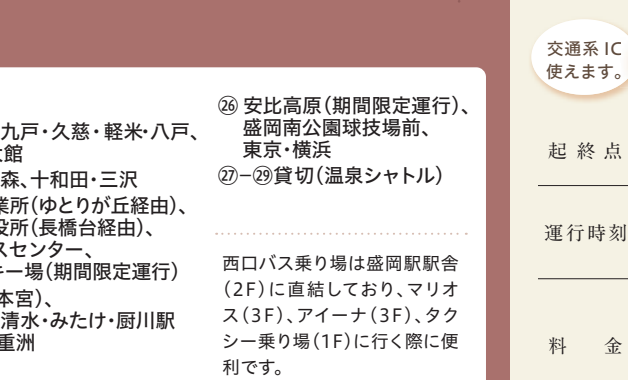 九戸・久慈・軽米・八戸、
館
森、十和田・三沢
業所（ゆとりが丘経由）、
役所（長橋台経由）、
スセンター、
キー場（期間限定運行）
本宮）、
清水・みたけ・厨川駅
重洲
㉖ 安比高原（期間限定運行）、
盛岡南公園球技場前、
東京・横浜
㉗−㉙貸切（温泉シャトル）
西口バス乗り場は盛岡駅駅舎
（2F）に直結しており、マリオ
ス（3F）、アイーナ（3F）、タク
シー乗り場（1F）に行く際に便
利です。
交通系 IC
使えます。
起 終 点
運行時刻
料 金